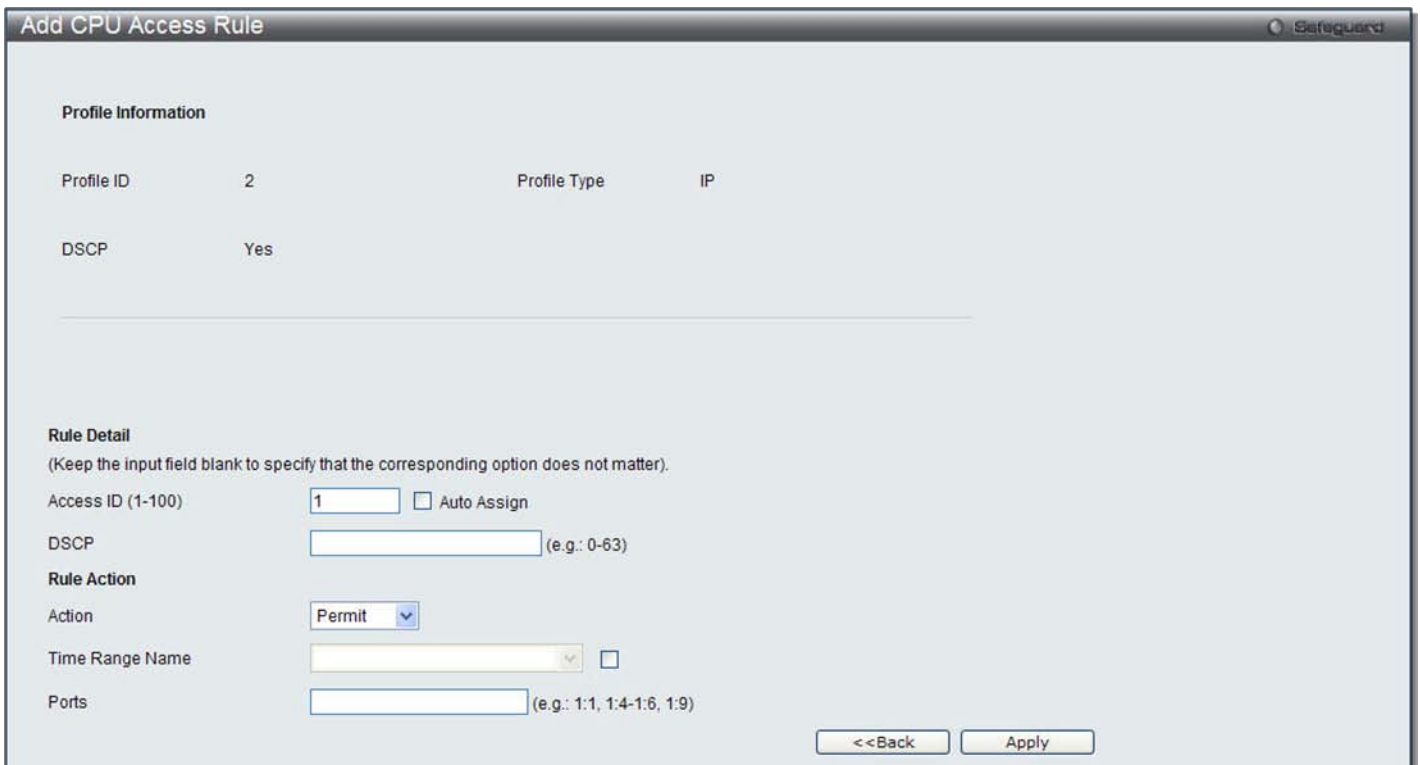 Add CPU Access Rule
Safeguard
Profile Information
Profile ID 2 Profile Type IP
DSCP Yes
Rule Detail
(Keep the input field blank to specify that the corresponding option does not matter).
Access ID (1-100) 1 Auto Assign
DSCP (e.g.: 0-63)
Rule Action
Action Permit
Time Range Name
Ports (e.g.: 1:1, 1:4-1:6, 1:9)
<<Back Apply